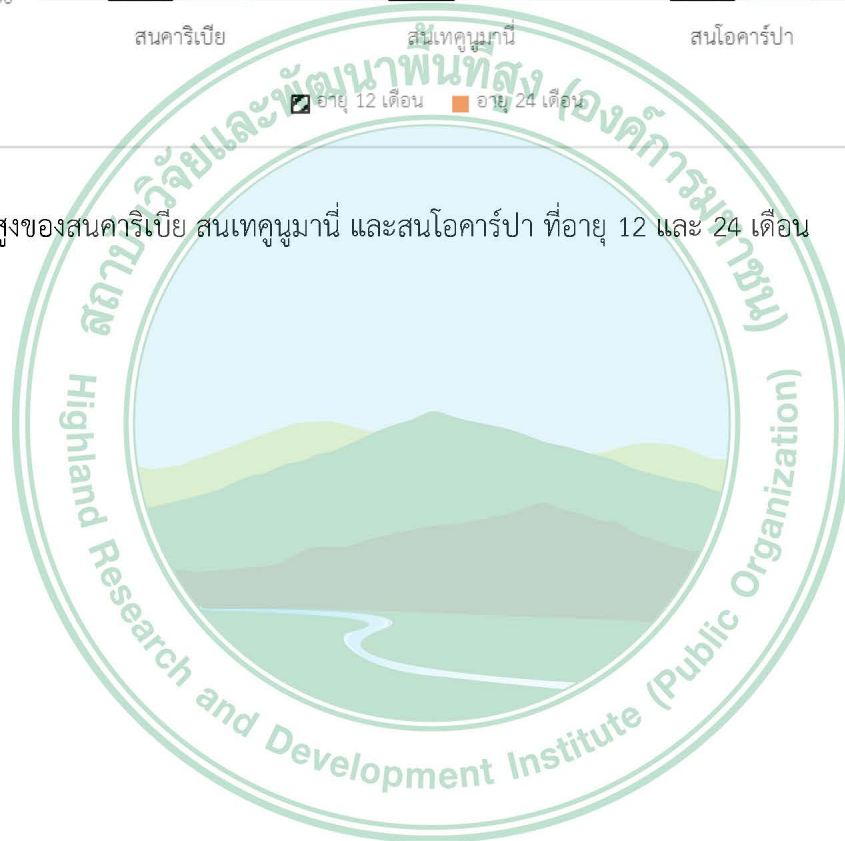 สนคาริเบีย สนเทคูนูมานี่ สนโอคาร์ปา
อายุ 12 เดือน อายุ 24 เดือน
สูงของสนคาริเบีย สนเทคูนูมานี่ และสนโอคาร์ปา ที่อายุ 12 และ 24 เดือน
สถาบันวิจัยและพัฒนาพื้นที่สูง (องค์การมหาชน)
Highland Research and Development Institute (Public Organization)